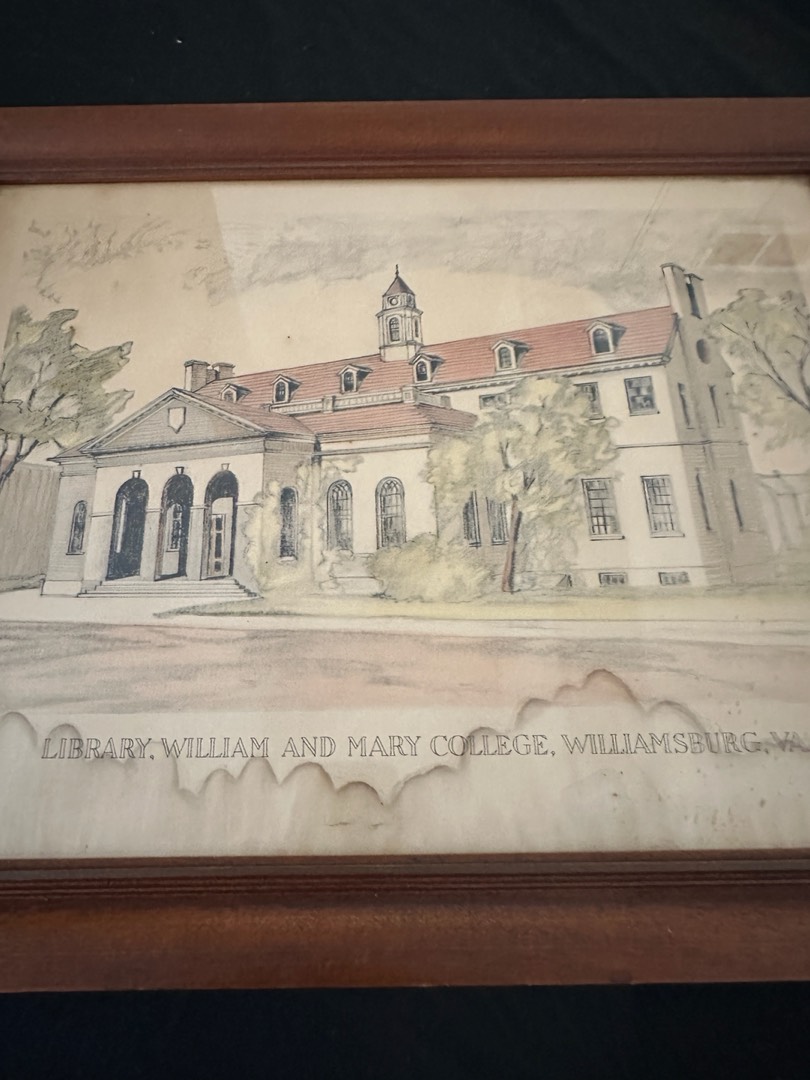 LIBRARY, WILLIAM AND MARY COLLEGE, WILLIAMSBURG, VA